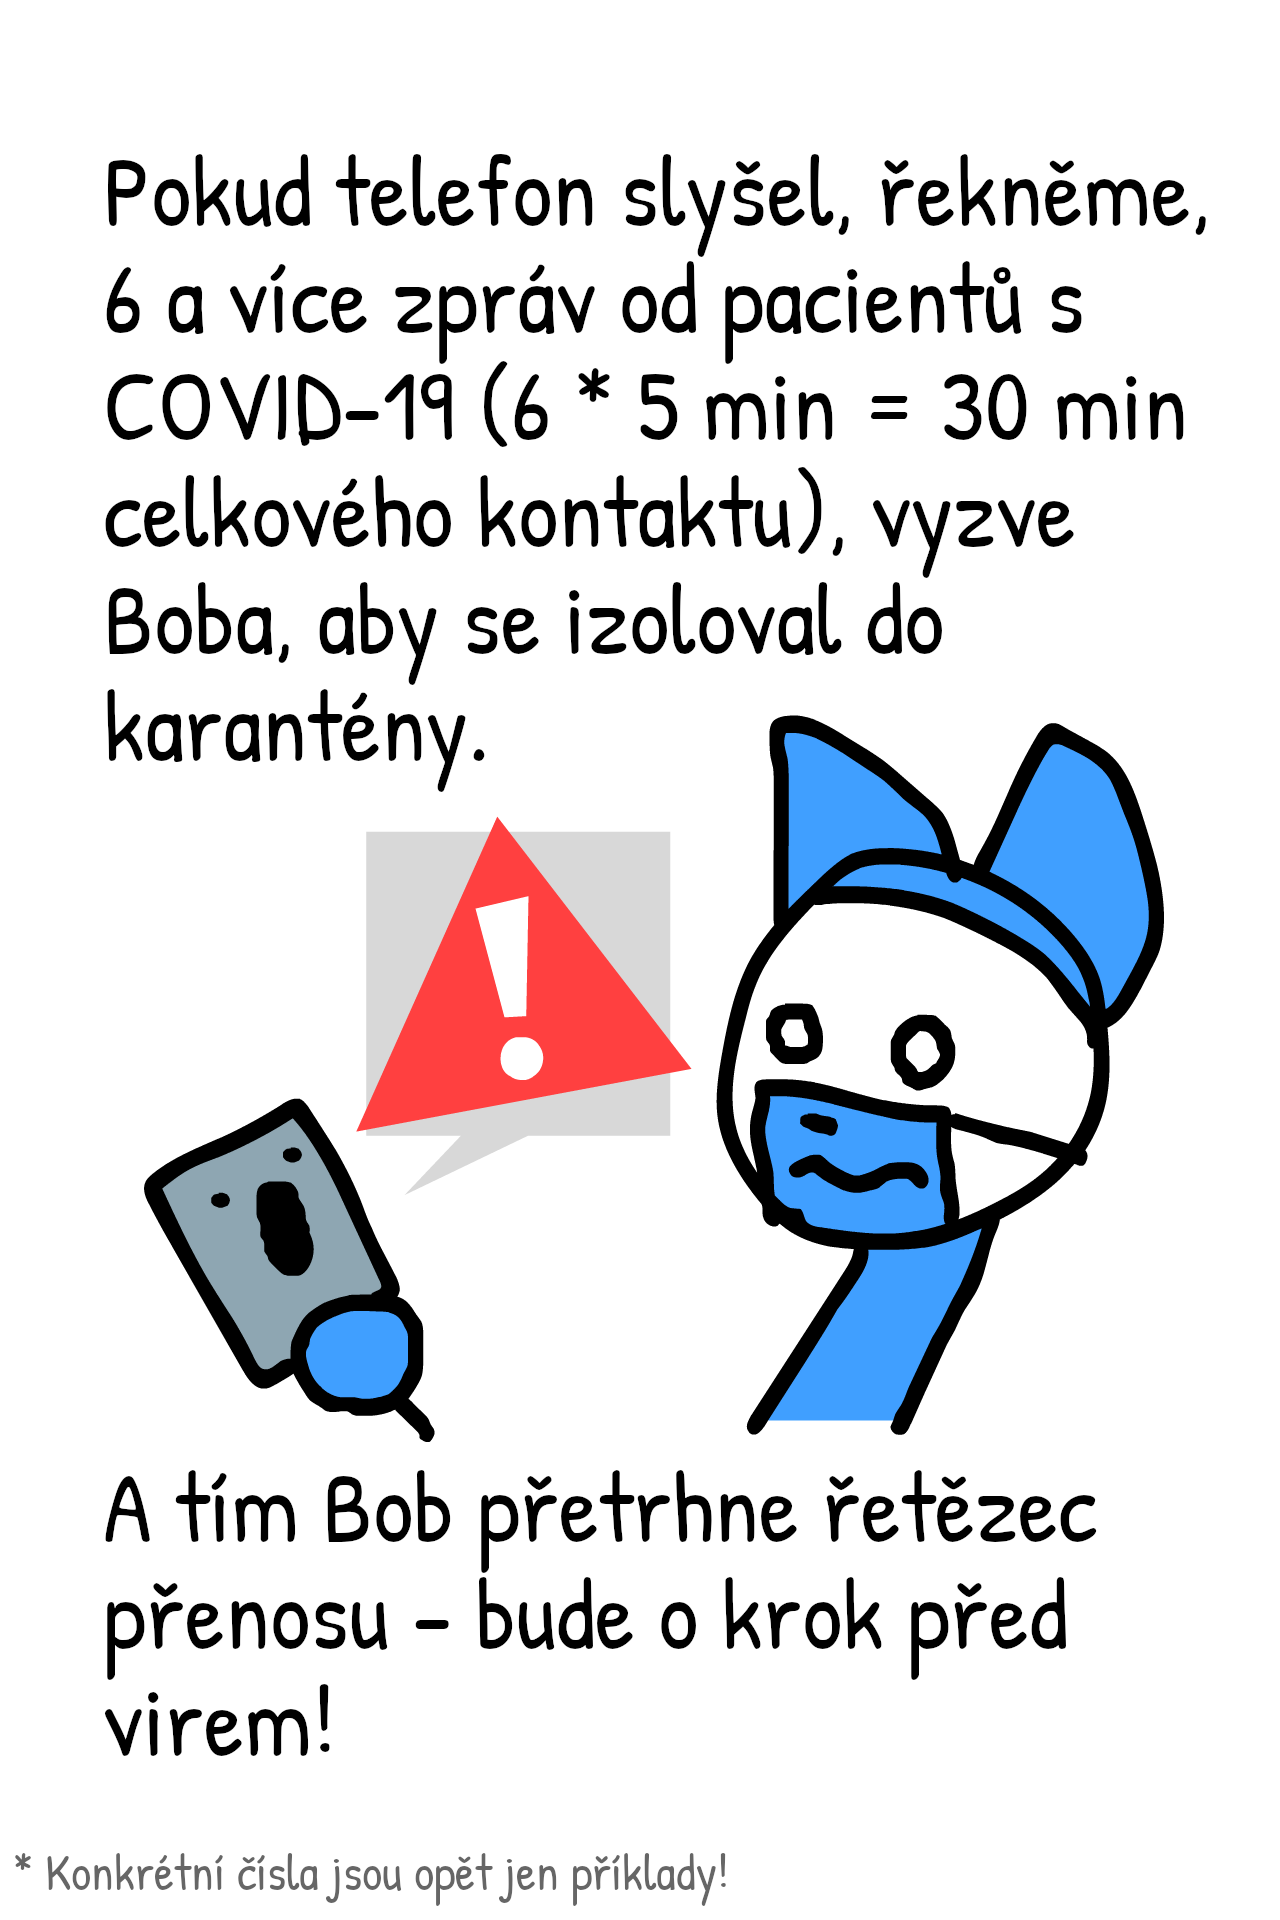 Pokud telefon slyšel, řekněme,
6 a více zpráv od pacientů s
COVID-19 (6 * 5 min = 30 min
celkového kontaktu), vyzve
Boba, aby se izoloval do
karantény.
!
A tím Bob přetrhne řetězec
přenosu - bude o krok před
virem!
* Konkrétní čísla jsou opět jen příklady!